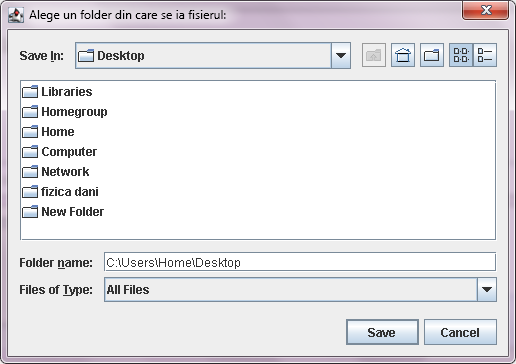 Alege un folder din care se ia fisierul:
Save In: Desktop
Libraries
Homegroup
Home
Computer
Network
fizica dani
New Folder
Folder name: C:\Users\Home\Desktop
Files of Type: All Files
Save Cancel